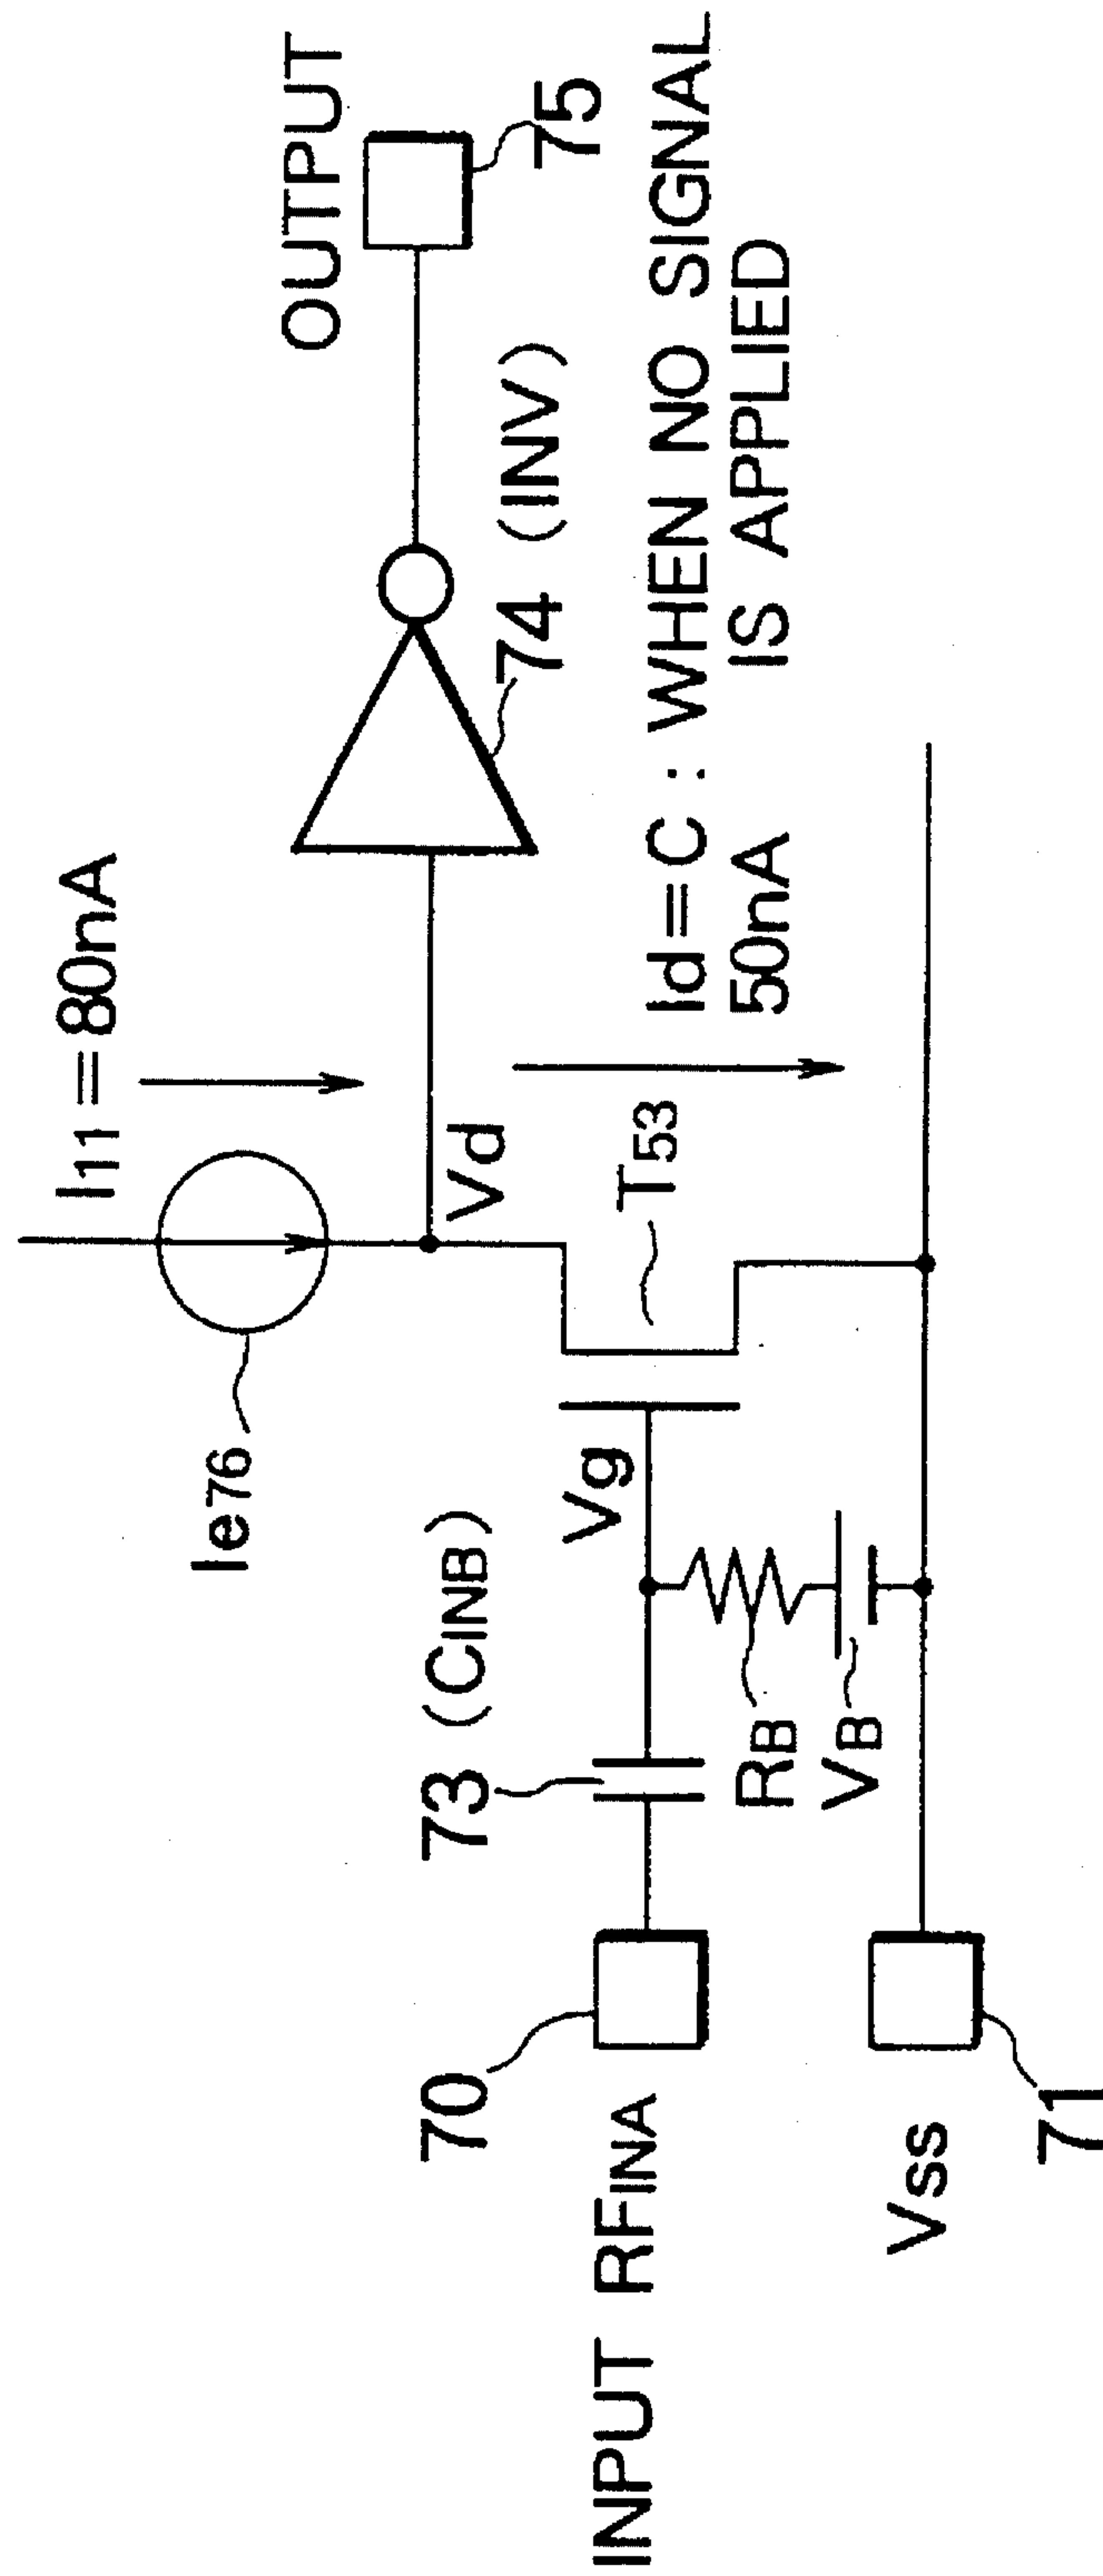 I11=80nA
Ie76
OUTPUT
Vd
75
73 (CINB)
74 (INV)
70
Vg
T53
Id=C : WHEN NO SIGNAL
50nA IS APPLIED
INPUT RFINA
RB
VB
VSS
71